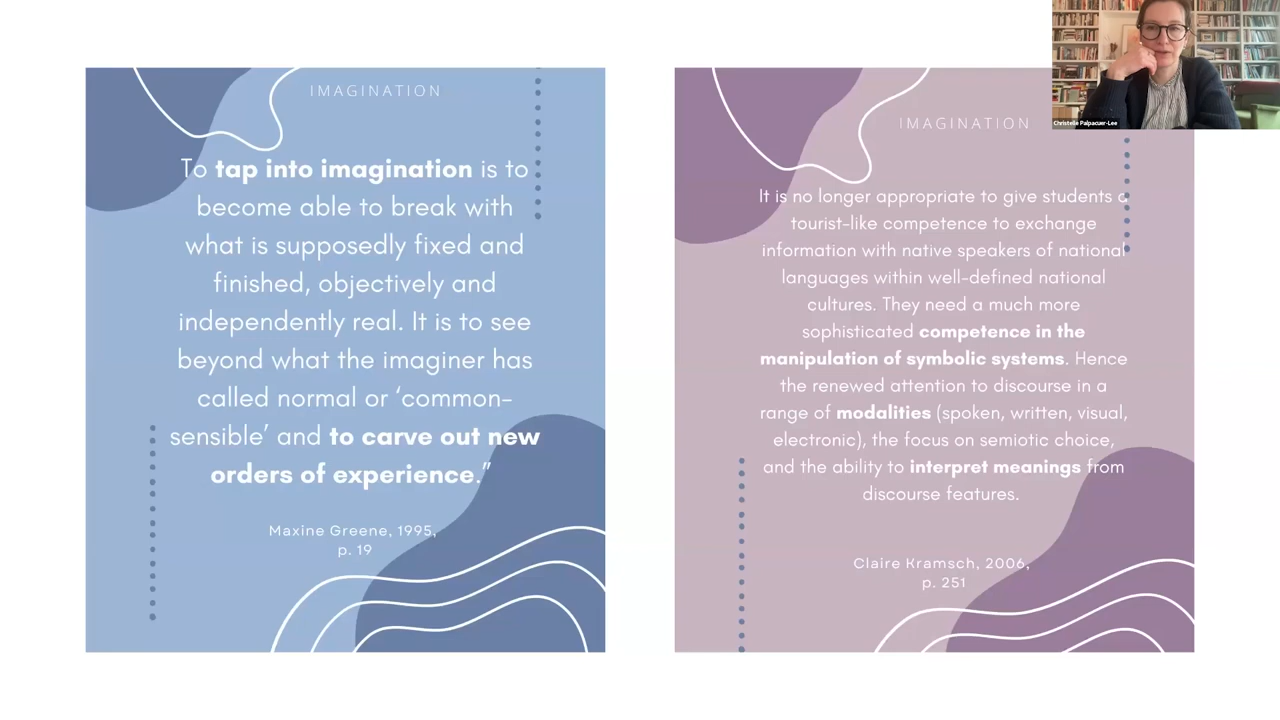 IMAGINATION
To tap into imagination is to
become able to break with
what is supposedly fixed and
finished, objectively and
independently real. It is to see
beyond what the imaginer has
called normal or ‘common-
sensible’ and to carve out new
orders of experience.”
Maxine Greene, 1995,
p. 19
IMAGINATION
It is no longer appropriate to give students a
tourist-like competence to exchange
information with native speakers of national
languages within well-defined national
cultures. They need a much more
sophisticated competence in the
manipulation of symbolic systems. Hence
the renewed attention to discourse in a
range of modalities (spoken, written, visual,
electronic), the focus on semiotic choice,
and the ability to interpret meanings from
discourse features.
Claire Kramsch, 2006,
p. 251
Christelle Palpacuer-Lee